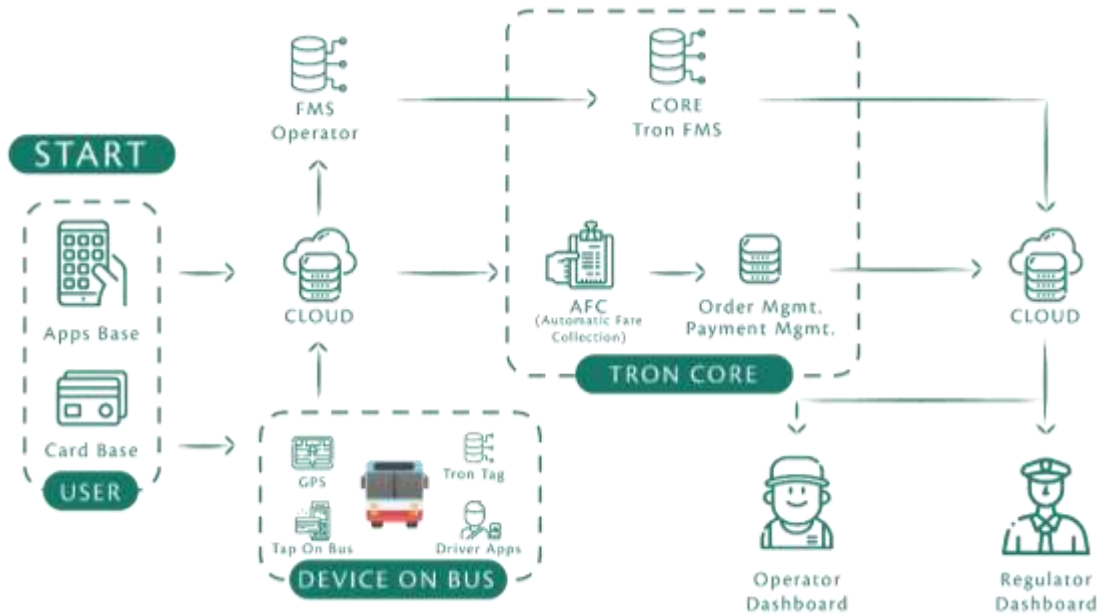 START
Apps Base
Card Base
USER
FMS
Operator
CLOUD
GPS
Tron Tag
Tap On Bus
Driver Apps
DEVICE ON BUS
CORE
Tron FMS
AFC
(Automatic Fate
Collection)
Order Mgmt.
Payment Mgmt.
TRON CORE
CLOUD
Operator
Dashboard
Regulator
Dashboard